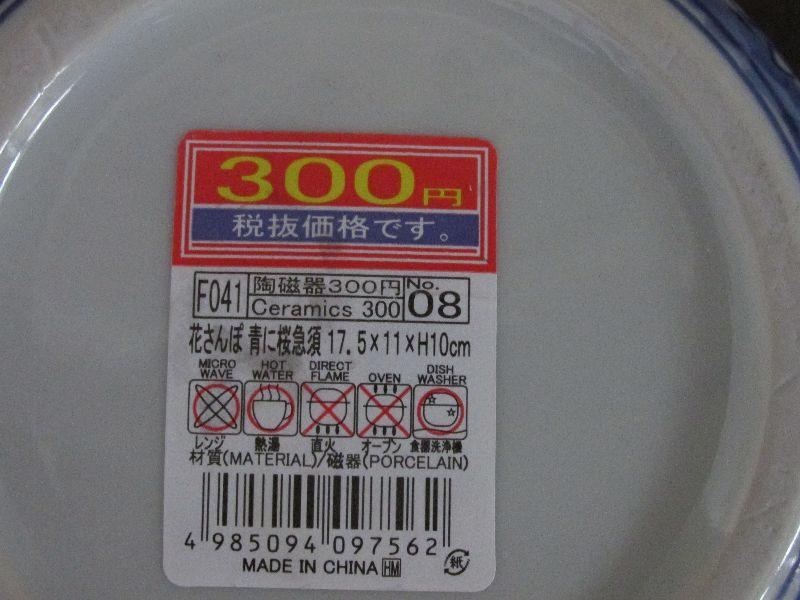 300円
税抜価格です。
F041 陶磁器300円 No. 08
Ceramics 300
花さんぽ 青に桜急須 17.5×11×H10cm
MICRO WAVE HOT WATER DIRECT FLAME OVEN DISH WASHER
レンジ 熱湯 直火 オーブン 食器洗浄機
材質(MATERIAL)/磁器(PORCELAIN)
4 985094 097562
MADE IN CHINA HM 紙